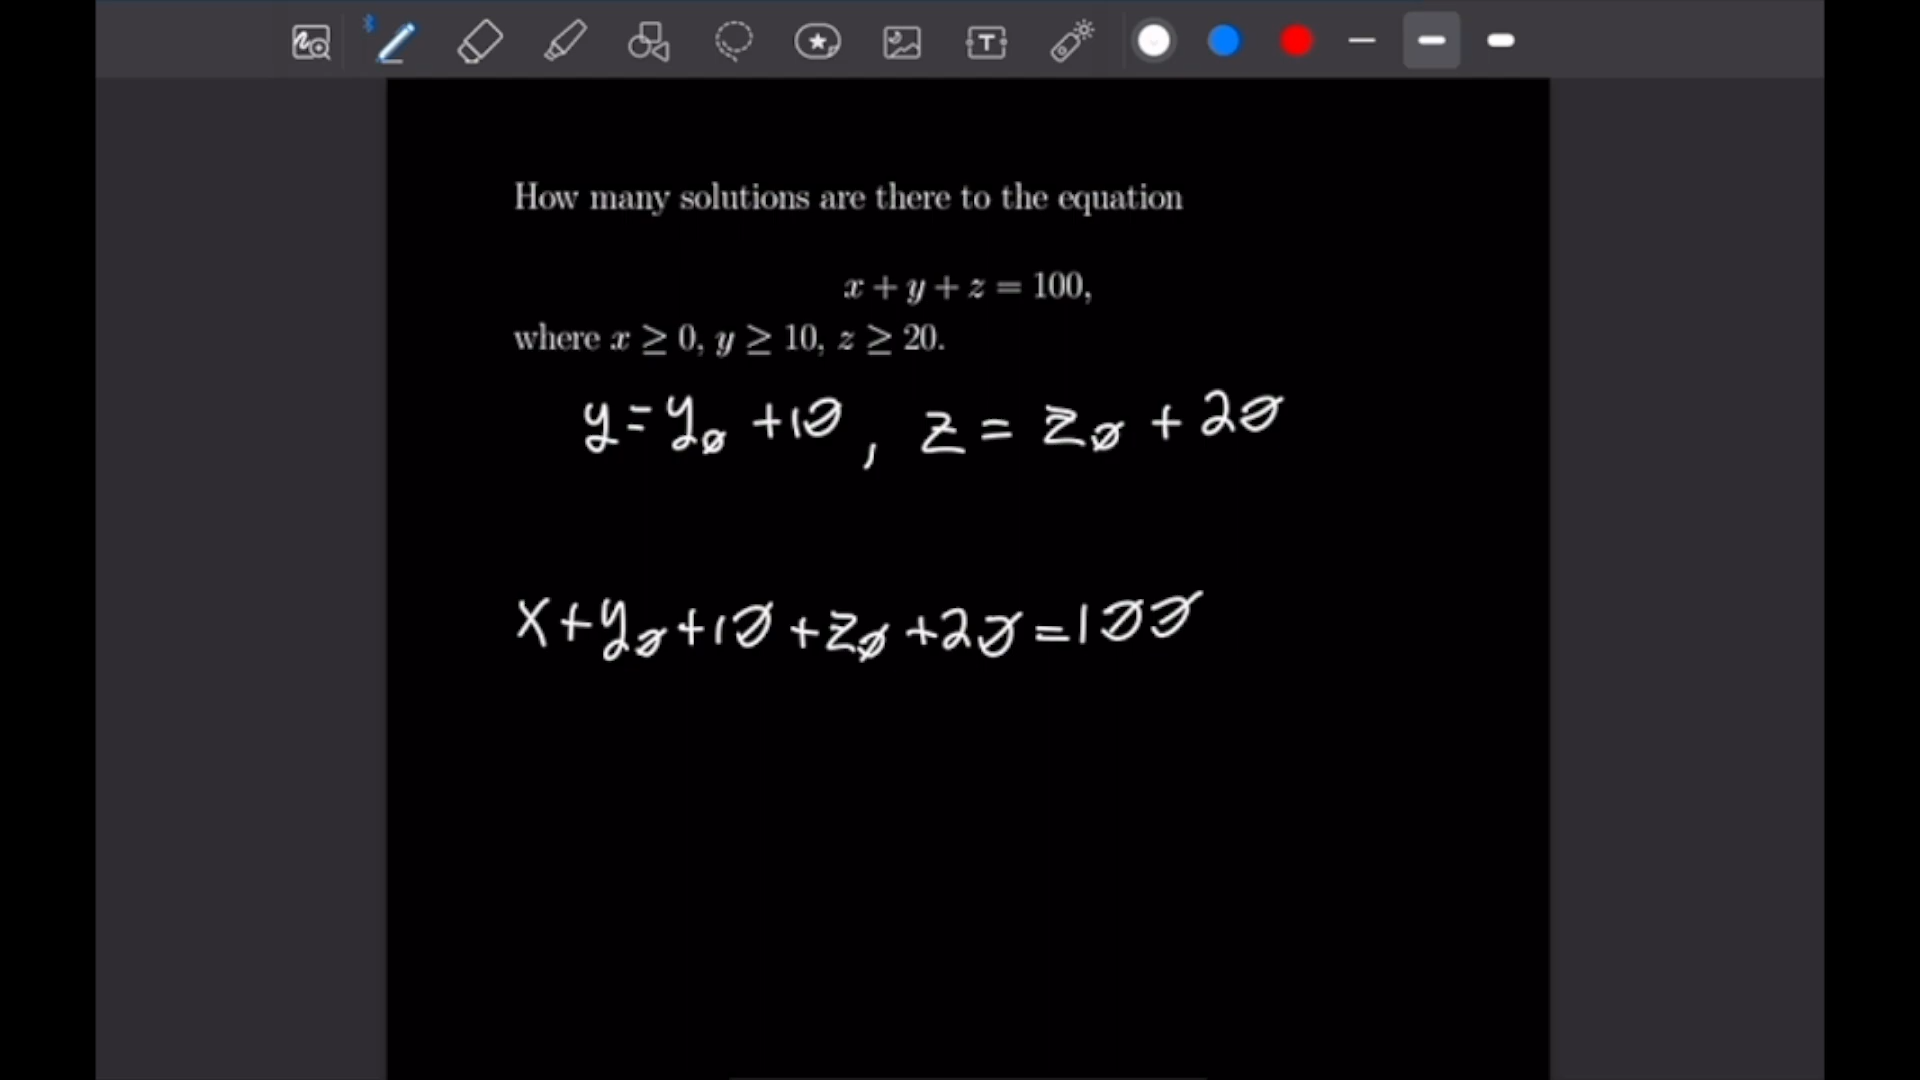 How many solutions are there to the equation
x + y + z = 100,
where x ≥ 0, y ≥ 10, z ≥ 20.
y = y₀ + 10, z = z₀ + 20
x + y₀ + 10 + z₀ + 20 = 100